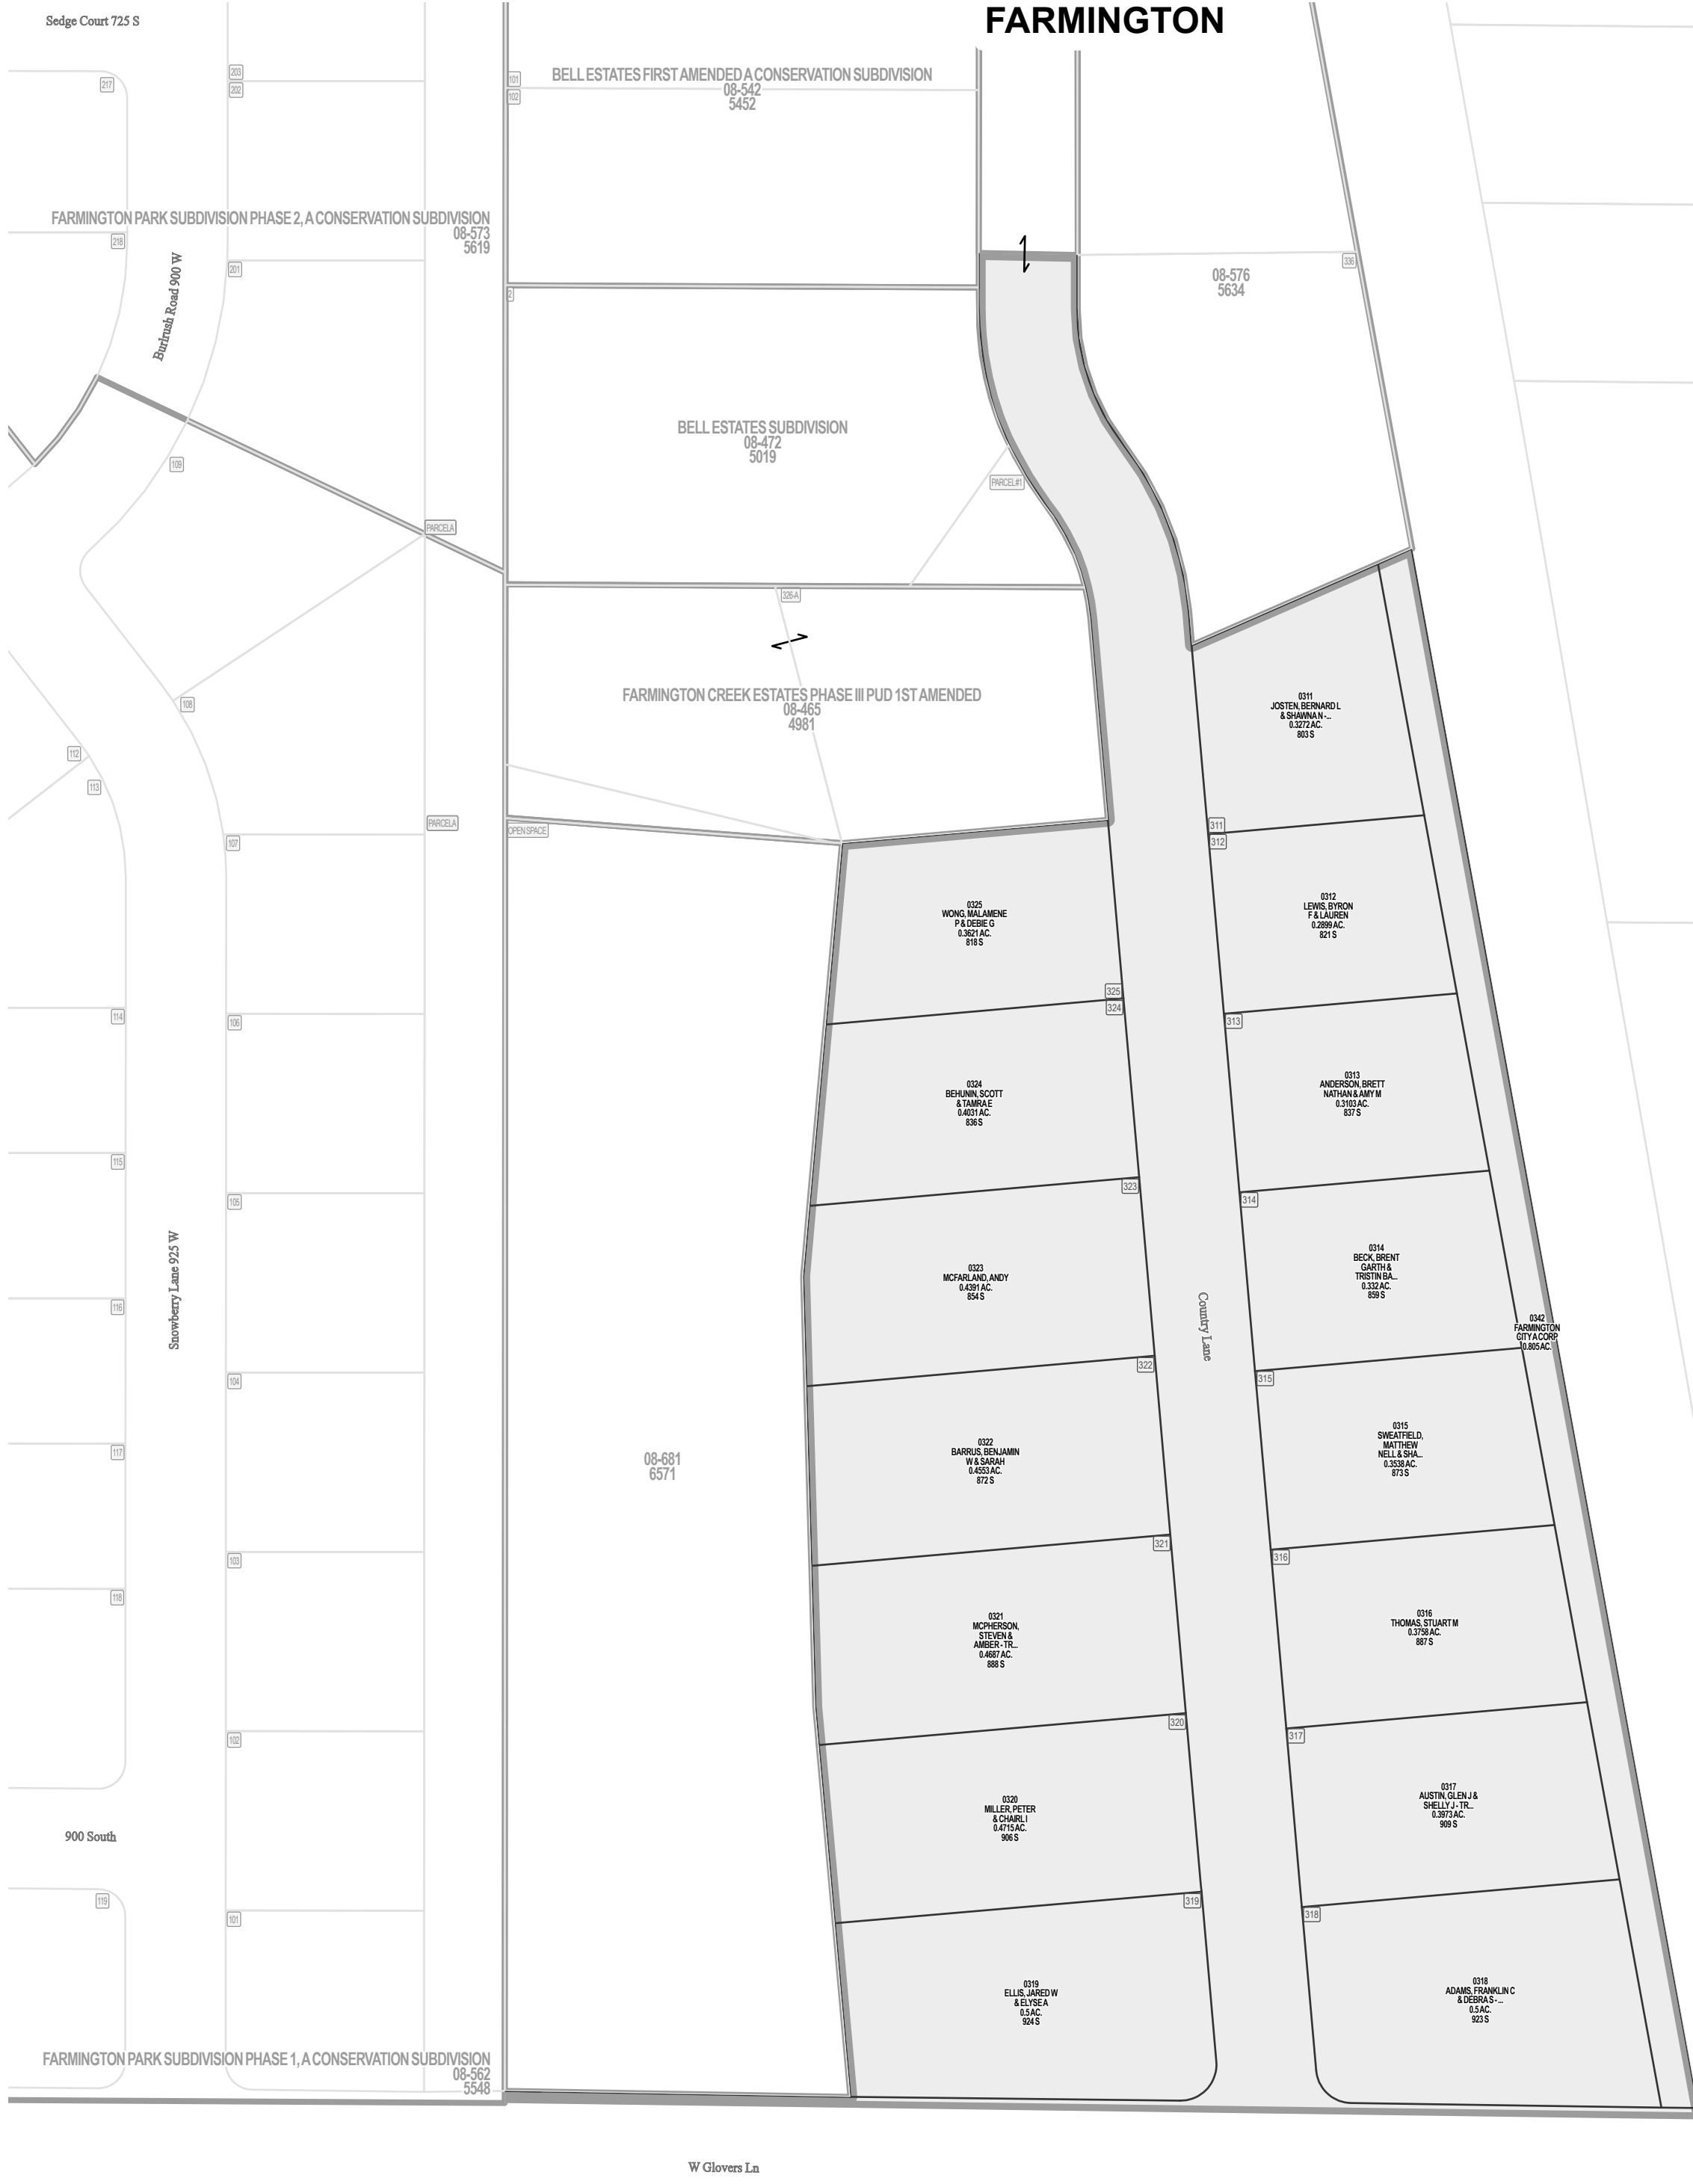 FARMINGTON
Sedge Court 725 S
217
203
202
101
102
BELL ESTATES FIRST AMENDED A CONSERVATION SUBDIVISION
08-542
5452
FARMINGTON PARK SUBDIVISION PHASE 2, A CONSERVATION SUBDIVISION
08-573
5619
218
201
Burlrush Road 900 W
2
336
08-576
5634
BELL ESTATES SUBDIVISION
08-472
5019
109
PARCEL#1
PARCELA
326-A
FARMINGTON CREEK ESTATES PHASE III PUD 1ST AMENDED
08-465
4981
108
112
113
107
PARCELA
OPEN SPACE
0311
JOSTEN, BERNARD L
& SHAWNA N -...
0.3272 AC.
803 S
311
312
0325
WONG, MALAMENE
P & DEBIE G
0.3621 AC.
818 S
0312
LEWIS, BYRON
F & LAUREN
0.2899 AC.
821 S
325
324
313
114
106
0324
BEHUNIN, SCOTT
& TAMRA E
0.4031 AC.
836 S
0313
ANDERSON, BRETT
NATHAN & AMY M
0.3103 AC.
837 S
115
105
323
314
Snowberry Lane 925 W
0323
MCFARLAND, ANDY
0.4391 AC.
854 S
Country Lane
0314
BECK, BRENT
GARTH &
TRISTIN BA...
0.332 AC.
859 S
0342
FARMINGTON
CITY A CORP
0.805 AC.
116
104
322
315
08-681
6571
0322
BARRUS, BENJAMIN
W & SARAH
0.4553 AC.
872 S
0315
SWEATFIELD,
MATTHEW
NELL & SHA...
0.3538 AC.
873 S
117
103
321
316
118
0321
MCPHERSON,
STEVEN &
AMBER - TR...
0.4687 AC.
888 S
0316
THOMAS, STUART M
0.3758 AC.
887 S
102
320
317
900 South
0320
MILLER, PETER
& CHAIRL I
0.4715 AC.
906 S
0317
AUSTIN, GLEN J &
SHELLY J - TR...
0.3973 AC.
909 S
119
101
319
318
0319
ELLIS, JARED W
& ELYSE A
0.5 AC.
924 S
0318
ADAMS, FRANKLIN C
& DEBRA S - ...
0.5 AC.
923 S
FARMINGTON PARK SUBDIVISION PHASE 1, A CONSERVATION SUBDIVISION
08-562
5548
W Glovers Ln